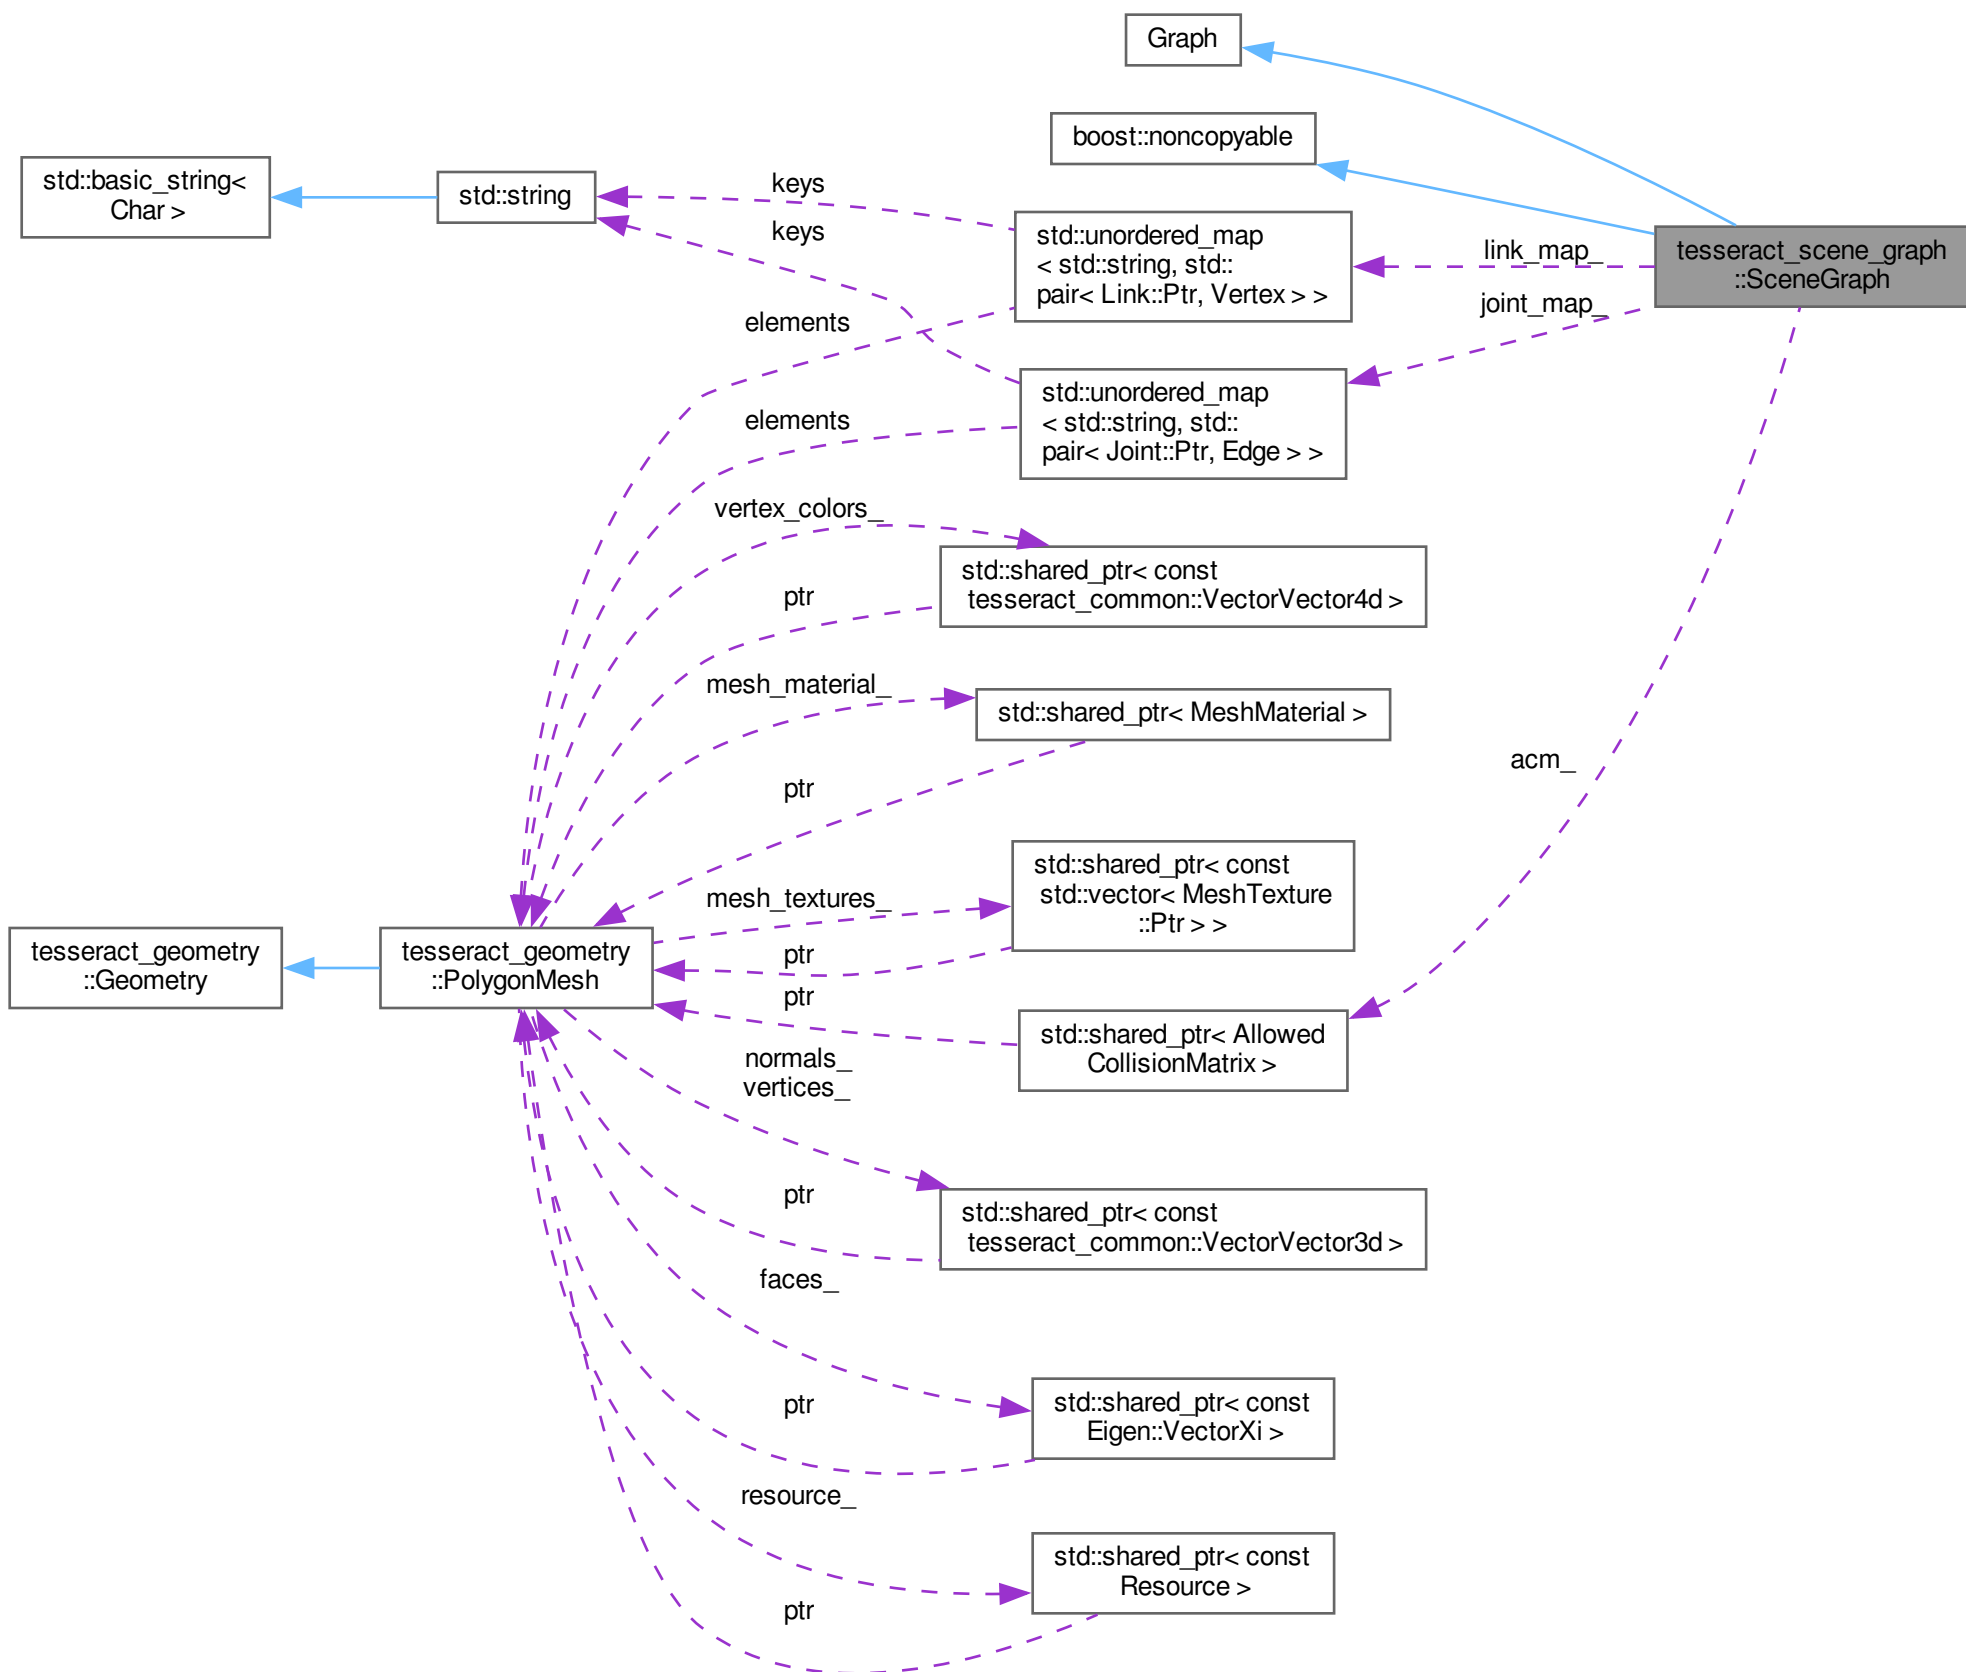 Graph
boost::noncopyable
std::basic_string<
Char >
std::string
keys
keys
std::unordered_map
< std::string, std::
pair< Link::Ptr, Vertex > >
link_map_
tesseract_scene_graph
::SceneGraph
joint_map_
elements
std::unordered_map
< std::string, std::
pair< Joint::Ptr, Edge > >
elements
vertex_colors_
std::shared_ptr< const
tesseract_common::VectorVector4d >
ptr
mesh_material_
std::shared_ptr< MeshMaterial >
ptr
acm_
std::shared_ptr< const
std::vector< MeshTexture
::Ptr > >
mesh_textures_
tesseract_geometry
::Geometry
tesseract_geometry
::PolygonMesh
ptr
ptr
std::shared_ptr< Allowed
CollisionMatrix >
normals_
vertices_
ptr
std::shared_ptr< const
tesseract_common::VectorVector3d >
faces_
std::shared_ptr< const
Eigen::VectorXi >
ptr
resource_
std::shared_ptr< const
Resource >
ptr